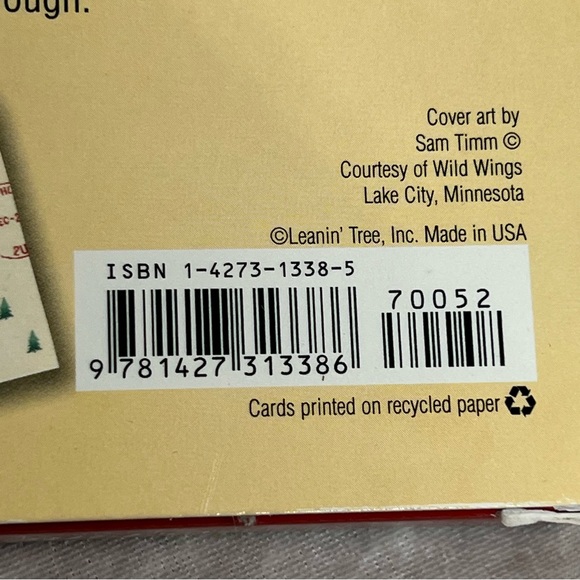 ough.
Cover art by
Sam Timm ©
Courtesy of Wild Wings
Lake City, Minnesota
©Leanin' Tree, Inc. Made in USA
ISBN 1-4273-1338-5
70052
9 781427 313386
Cards printed on recycled paper